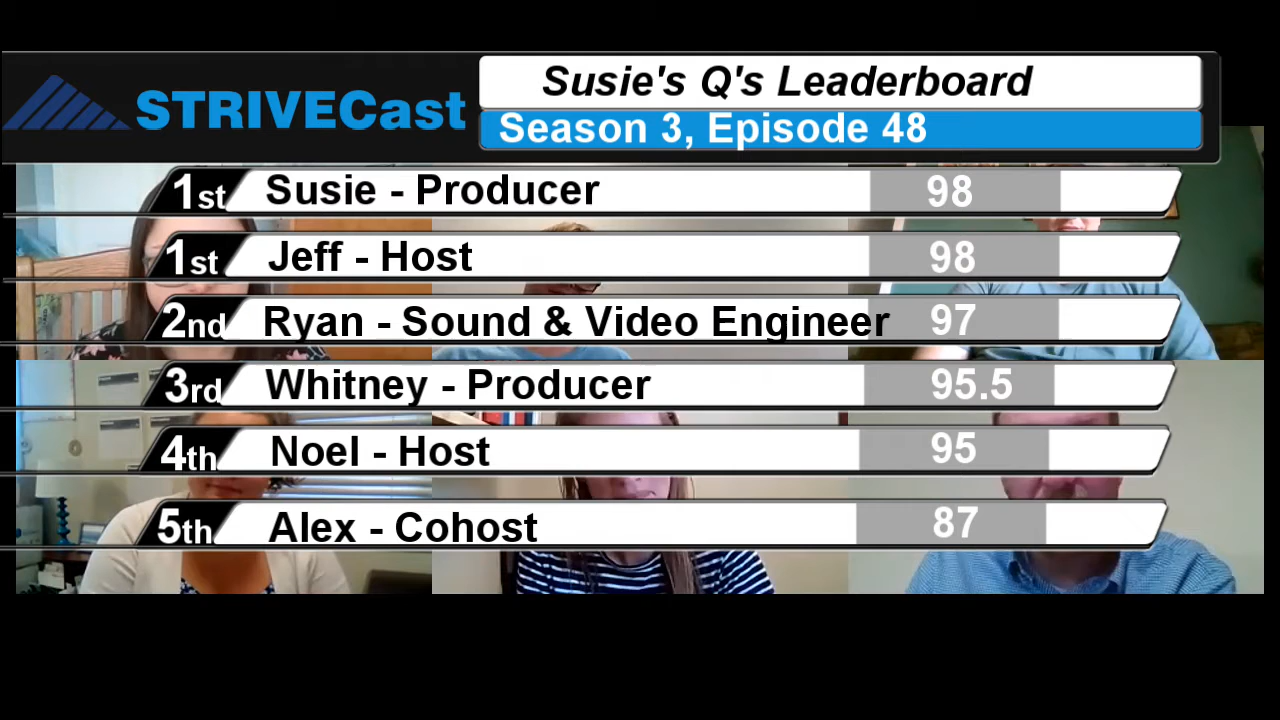 STRIVECast
Susie's Q's Leaderboard
Season 3, Episode 48
1st Susie - Producer 98
1st Jeff - Host 98
2nd Ryan - Sound & Video Engineer 97
3rd Whitney - Producer 95.5
4th Noel - Host 95
5th Alex - Cohost 87